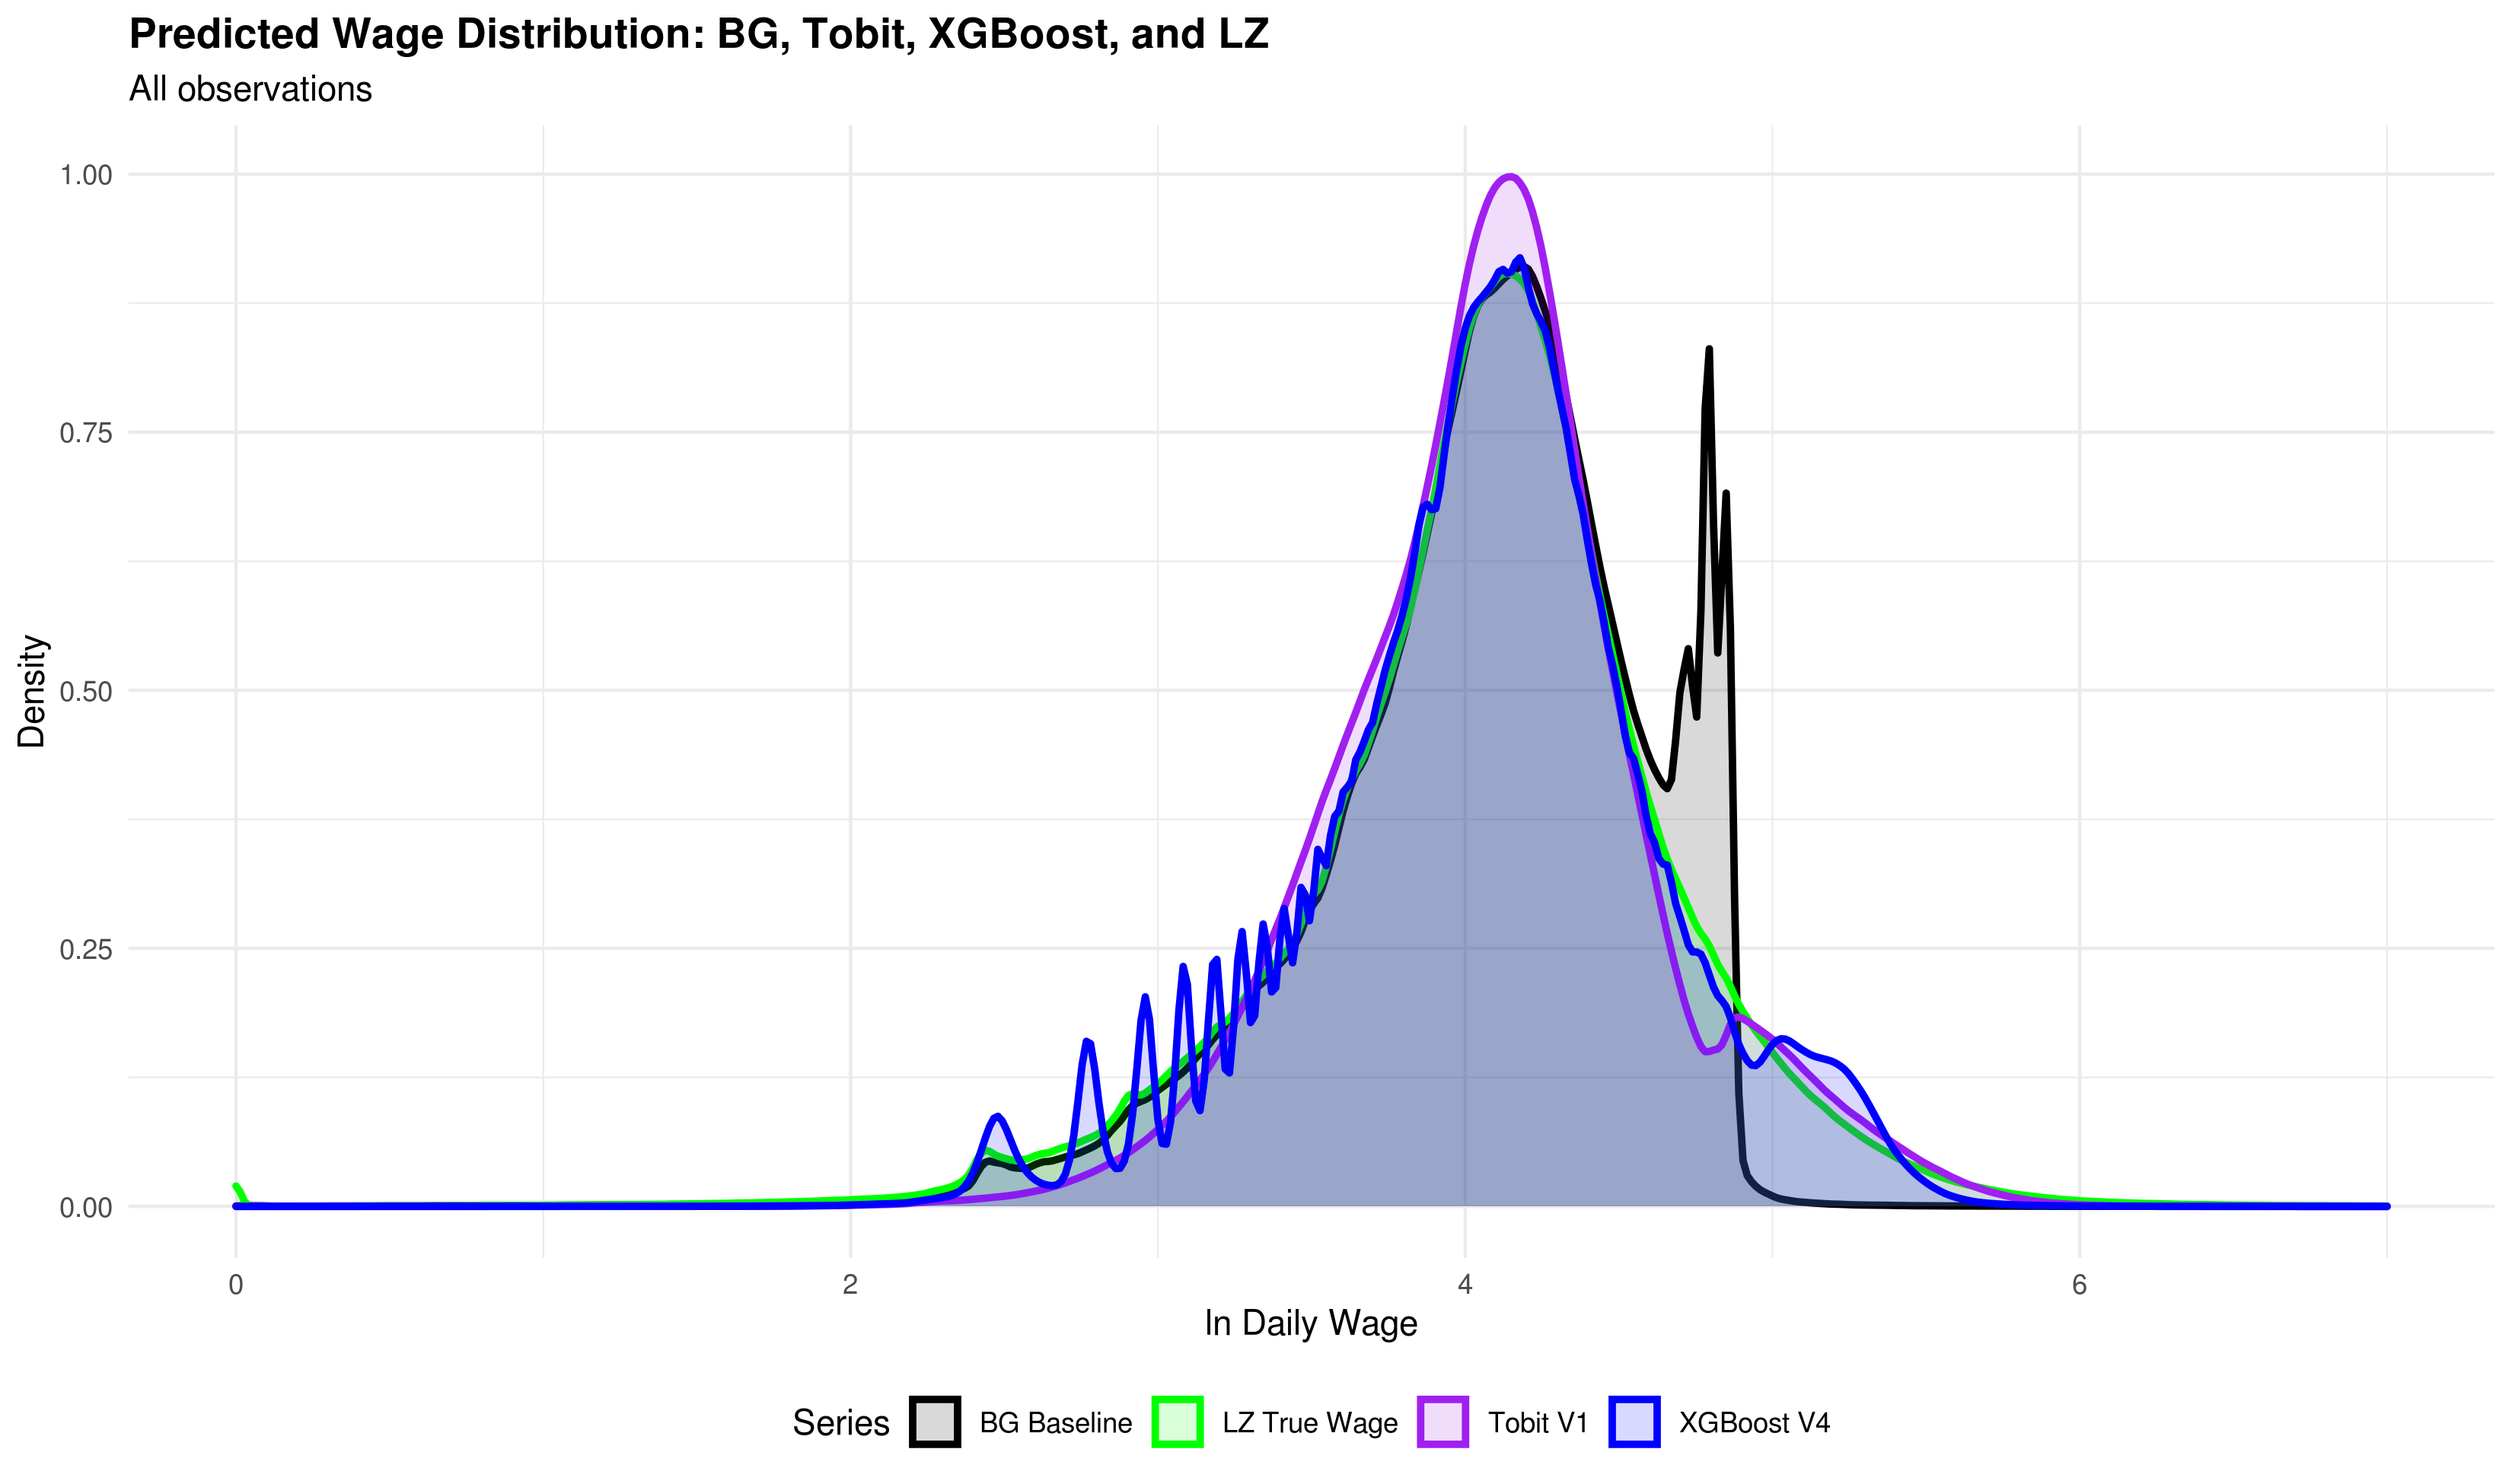 Predicted Wage Distribution: BG, Tobit, XGBoost, and LZ
All observations
1.00
0.75
0.50
0.25
0.00
Density
0 2 4 6
ln Daily Wage
Series BG Baseline LZ True Wage Tobit V1 XGBoost V4